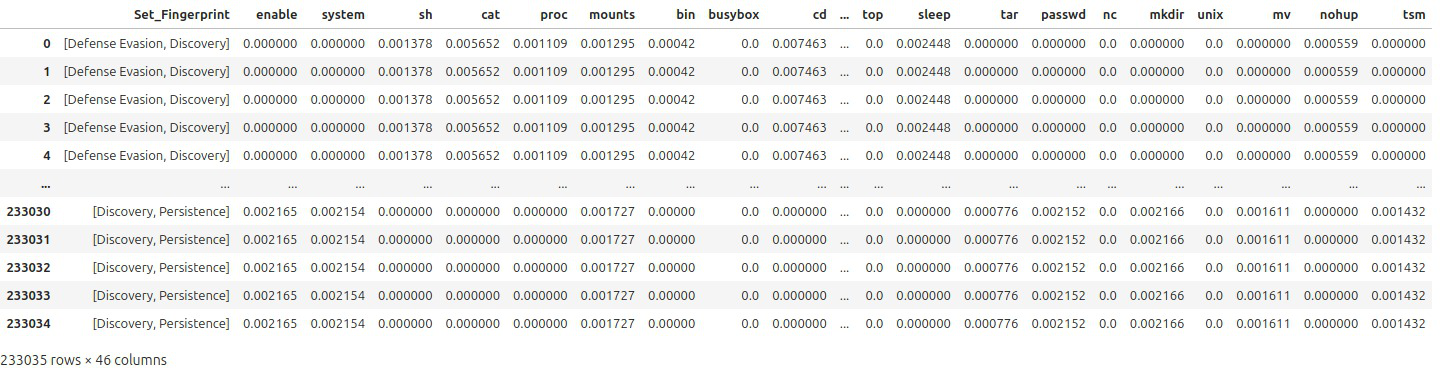 Set_Fingerprint enable system sh cat proc mounts bin busybox cd ... top sleep tar passwd nc mkdir unix mv nohup tsm
0 [Defense Evasion, Discovery] 0.000000 0.000000 0.001378 0.005652 0.001109 0.001295 0.00042 0.0 0.007463 ... 0.0 0.002448 0.000000 0.000000 0.0 0.000000 0.0 0.000000 0.000559 0.000000
1 [Defense Evasion, Discovery] 0.000000 0.000000 0.001378 0.005652 0.001109 0.001295 0.00042 0.0 0.007463 ... 0.0 0.002448 0.000000 0.000000 0.0 0.000000 0.0 0.000000 0.000559 0.000000
2 [Defense Evasion, Discovery] 0.000000 0.000000 0.001378 0.005652 0.001109 0.001295 0.00042 0.0 0.007463 ... 0.0 0.002448 0.000000 0.000000 0.0 0.000000 0.0 0.000000 0.000559 0.000000
3 [Defense Evasion, Discovery] 0.000000 0.000000 0.001378 0.005652 0.001109 0.001295 0.00042 0.0 0.007463 ... 0.0 0.002448 0.000000 0.000000 0.0 0.000000 0.0 0.000000 0.000559 0.000000
4 [Defense Evasion, Discovery] 0.000000 0.000000 0.001378 0.005652 0.001109 0.001295 0.00042 0.0 0.007463 ... 0.0 0.002448 0.000000 0.000000 0.0 0.000000 0.0 0.000000 0.000559 0.000000
... ... ... ... ... ... ... ... ... ... ... ... ... ... ... ... ... ... ... ... ... ...
233030 [Discovery, Persistence] 0.002165 0.002154 0.000000 0.000000 0.000000 0.001727 0.00000 0.0 0.000000 ... 0.0 0.000000 0.000776 0.002152 0.0 0.002166 0.0 0.001611 0.000000 0.001432
233031 [Discovery, Persistence] 0.002165 0.002154 0.000000 0.000000 0.000000 0.001727 0.00000 0.0 0.000000 ... 0.0 0.000000 0.000776 0.002152 0.0 0.002166 0.0 0.001611 0.000000 0.001432
233032 [Discovery, Persistence] 0.002165 0.002154 0.000000 0.000000 0.000000 0.001727 0.00000 0.0 0.000000 ... 0.0 0.000000 0.000776 0.002152 0.0 0.002166 0.0 0.001611 0.000000 0.001432
233033 [Discovery, Persistence] 0.002165 0.002154 0.000000 0.000000 0.000000 0.001727 0.00000 0.0 0.000000 ... 0.0 0.000000 0.000776 0.002152 0.0 0.002166 0.0 0.001611 0.000000 0.001432
233034 [Discovery, Persistence] 0.002165 0.002154 0.000000 0.000000 0.000000 0.001727 0.00000 0.0 0.000000 ... 0.0 0.000000 0.000776 0.002152 0.0 0.002166 0.0 0.001611 0.000000 0.001432
233035 rows × 46 columns